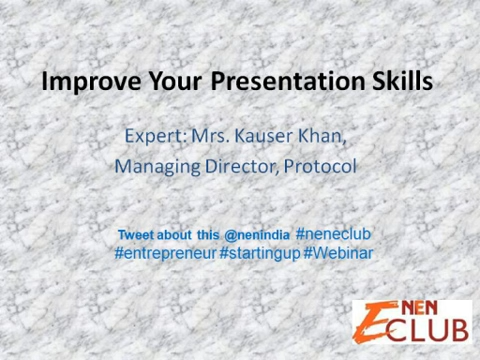 Improve Your Presentation Skills
Expert: Mrs. Kauser Khan,
Managing Director, Protocol
Tweet about this @nenindia #neneclub
#entrepreneur #startingup #Webinar
NEN
E CLUB